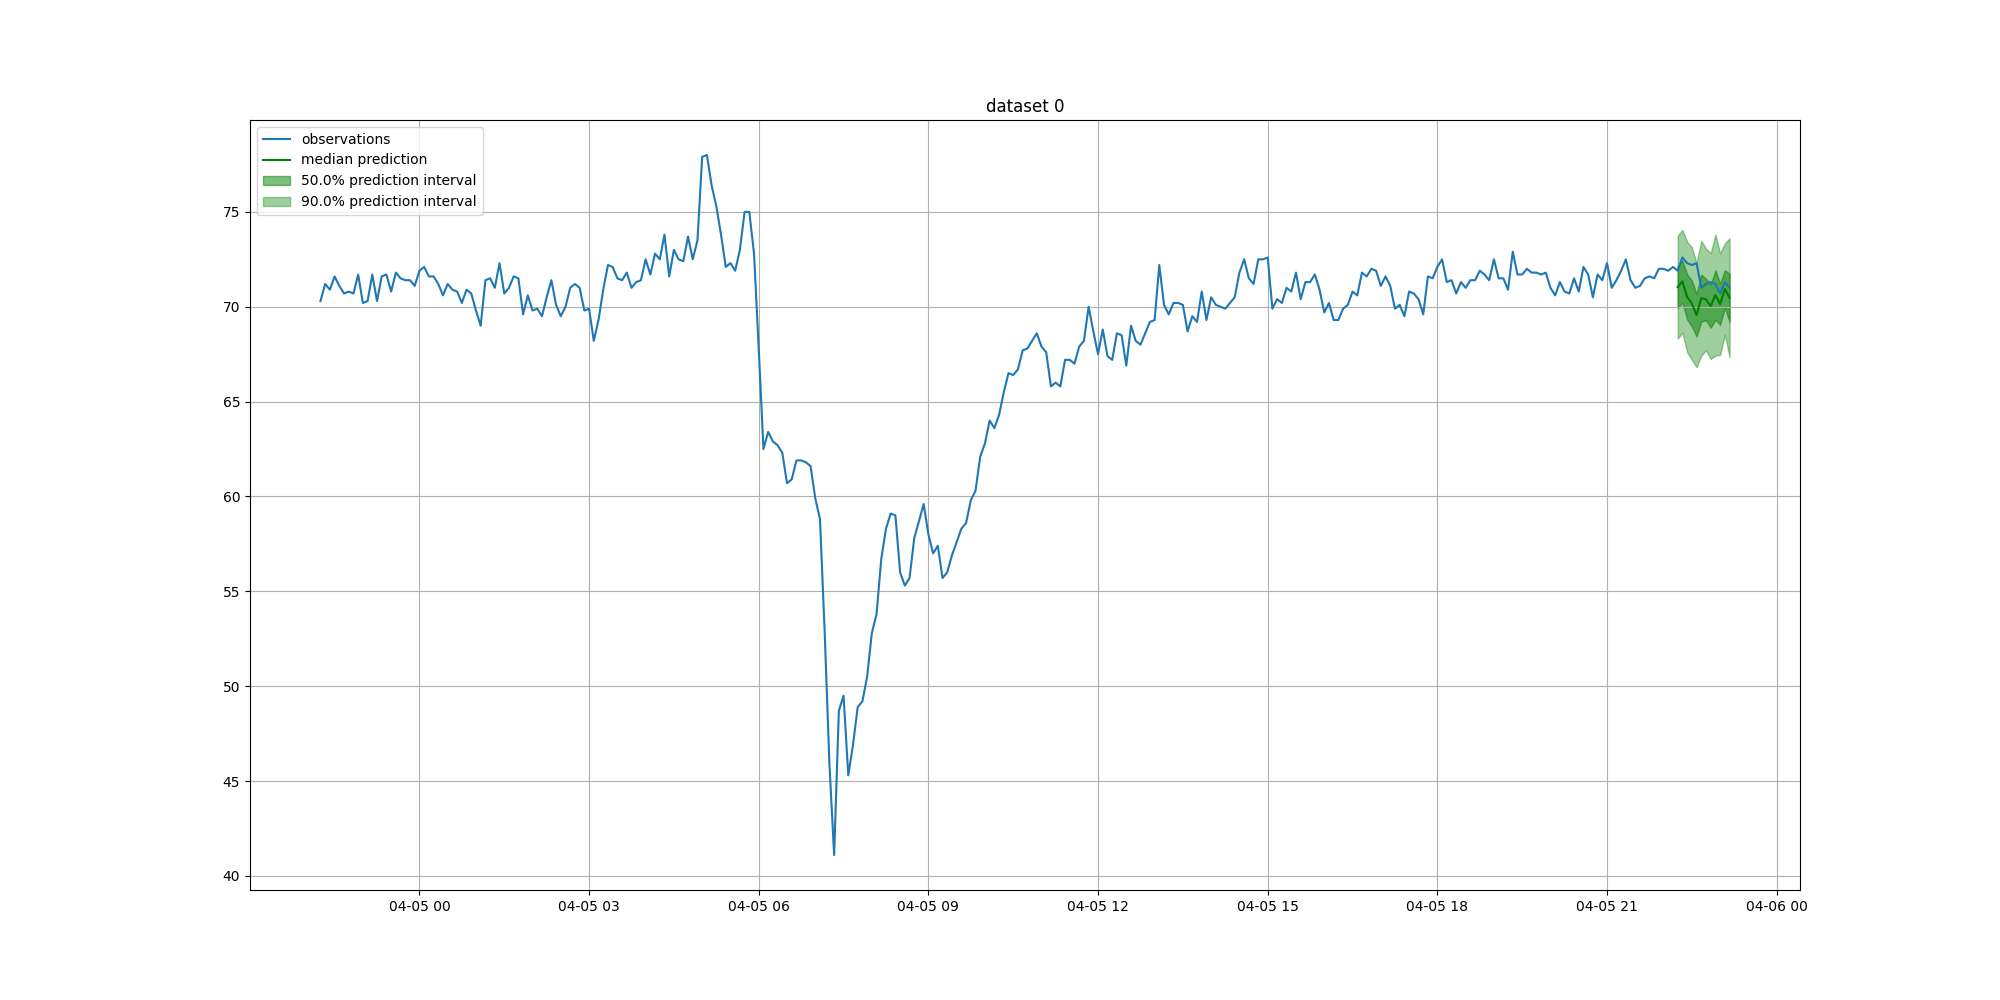 dataset 0
observations
median prediction
50.0% prediction interval
90.0% prediction interval
75
70
65
60
55
50
45
40
04-05 00 04-05 03 04-05 06 04-05 09 04-05 12 04-05 15 04-05 18 04-05 21 04-06 00